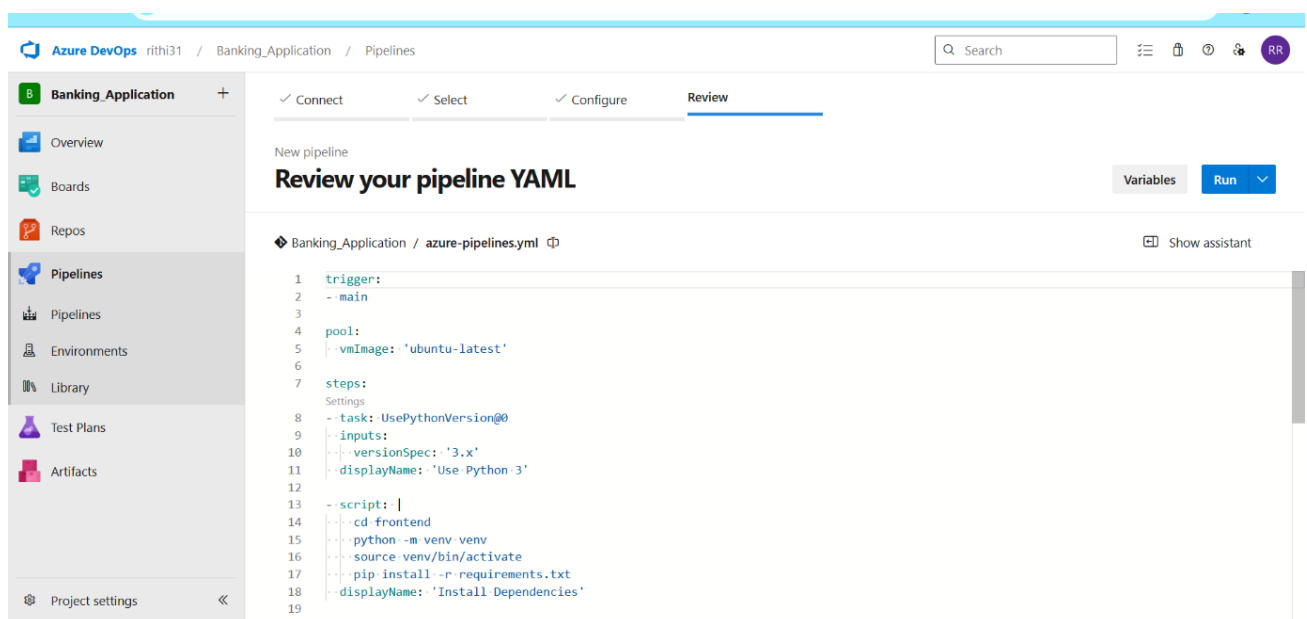 Azure DevOps rithi31 / Banking_Application / Pipelines
Search
RR
B Banking_Application +
Overview
Boards
Repos
Pipelines
Pipelines
Environments
Library
Test Plans
Artifacts
Project settings
Connect
Select
Configure
Review
New pipeline
Review your pipeline YAML
Variables
Run
Banking_Application / azure-pipelines.yml
Show assistant
1 trigger:
2 - main
3
4 pool:
5 vmImage: 'ubuntu-latest'
6
7 steps:
Settings
8 - task: UsePythonVersion@0
9 inputs:
10 versionSpec: '3.x'
11 displayName: 'Use Python 3'
12
13 - script: |
14 cd frontend
15 python -m venv venv
16 source venv/bin/activate
17 pip install -r requirements.txt
18 displayName: 'Install Dependencies'
19